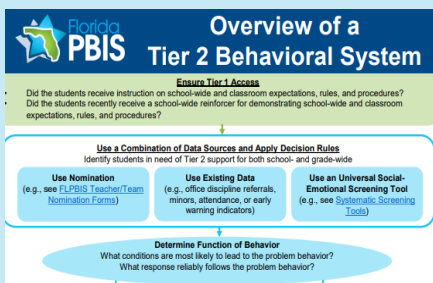 Florida
PBIS
Overview of a
Tier 2 Behavioral System
Ensure Tier 1 Access
• Did the students receive instruction on school-wide and classroom expectations, rules, and procedures?
• Did the students recently receive a school-wide reinforcer for demonstrating school-wide and classroom
expectations, rules, and procedures?
Use a Combination of Data Sources and Apply Decision Rules
Identify students in need of Tier 2 support for both school- and grade-wide
Use Nomination
(e.g., see FLPBIS Teacher/Team
Nomination Forms)
Use Existing Data
(e.g., office discipline referrals,
minors, attendance, or early
warning indicators)
Use an Universal Social-
Emotional Screening Tool
(e.g., see Systematic Screening
Tools)
Determine Function of Behavior
What conditions are most likely to lead to the problem behavior?
What response reliably follows the problem behavior?